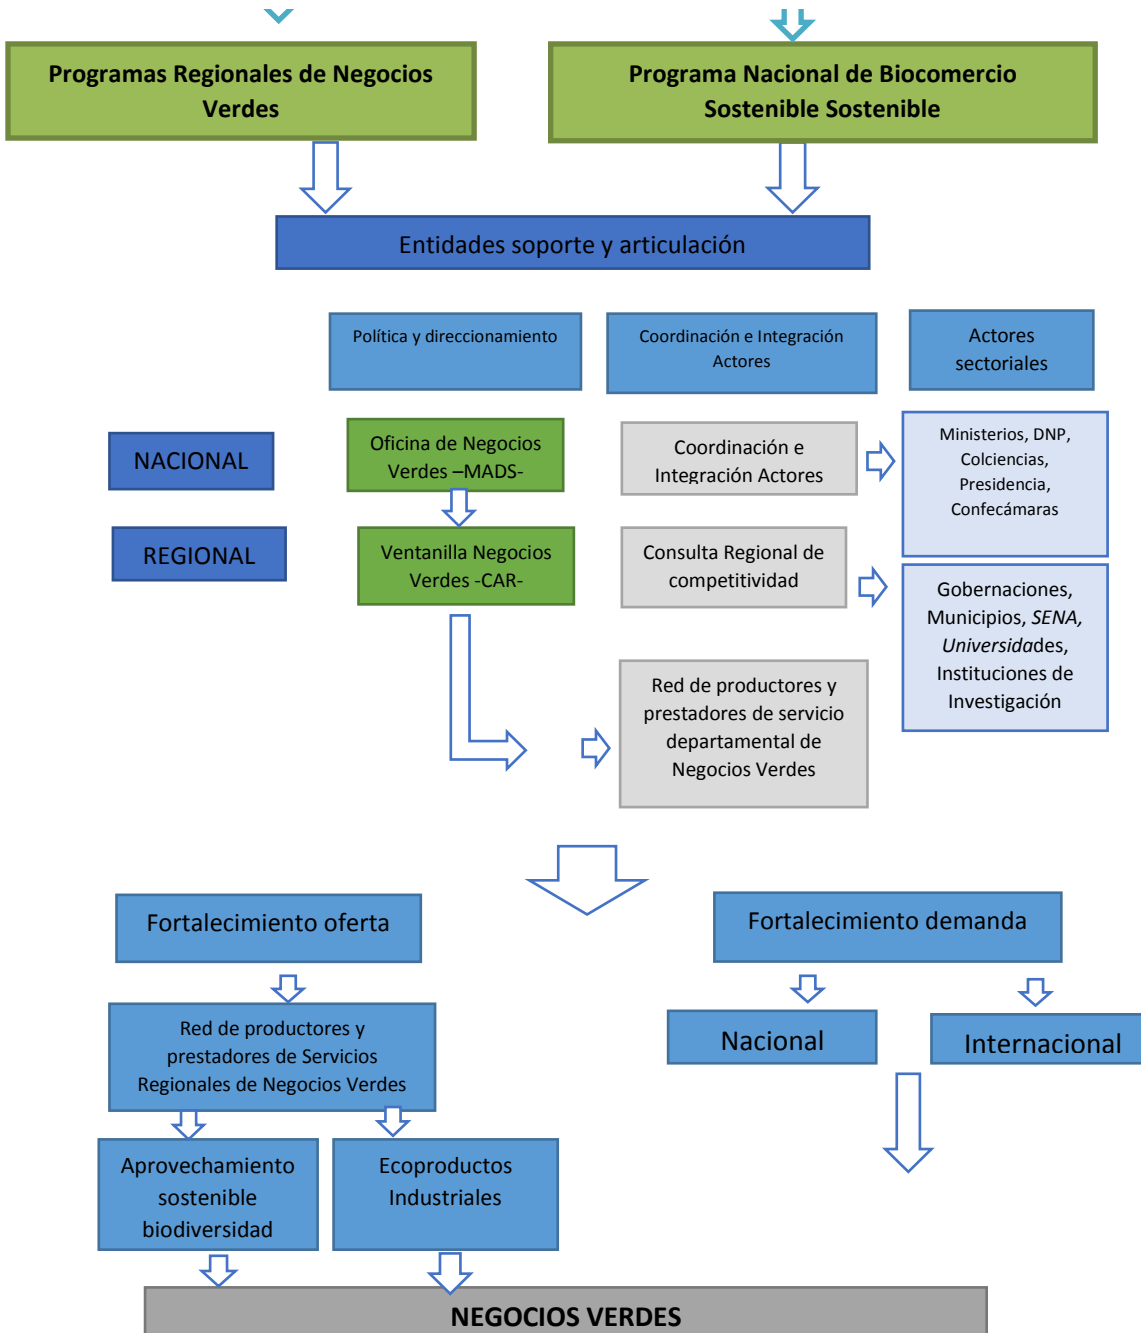 Programas Regionales de Negocios
Verdes
Programa Nacional de Biocomercio
Sostenible Sostenible
Entidades soporte y articulación
Política y direccionamiento
Coordinación e Integración
Actores
Actores
sectoriales
NACIONAL
Oficina de Negocios
Verdes –MADS-
Coordinación e
Integración Actores
Ministerios, DNP,
Colciencias,
Presidencia,
Confecámaras
REGIONAL
Ventanilla Negocios
Verdes -CAR-
Consulta Regional de
competitividad
Gobernaciones,
Municipios, SENA,
Universidades,
Instituciones de
Investigación
Red de productores y
prestadores de servicio
departamental de
Negocios Verdes
Fortalecimiento oferta
Fortalecimiento demanda
Red de productores y
prestadores de Servicios
Regionales de Negocios Verdes
Nacional
Internacional
Aprovechamiento
sostenible
biodiversidad
Ecoproductos
Industriales
NEGOCIOS VERDES